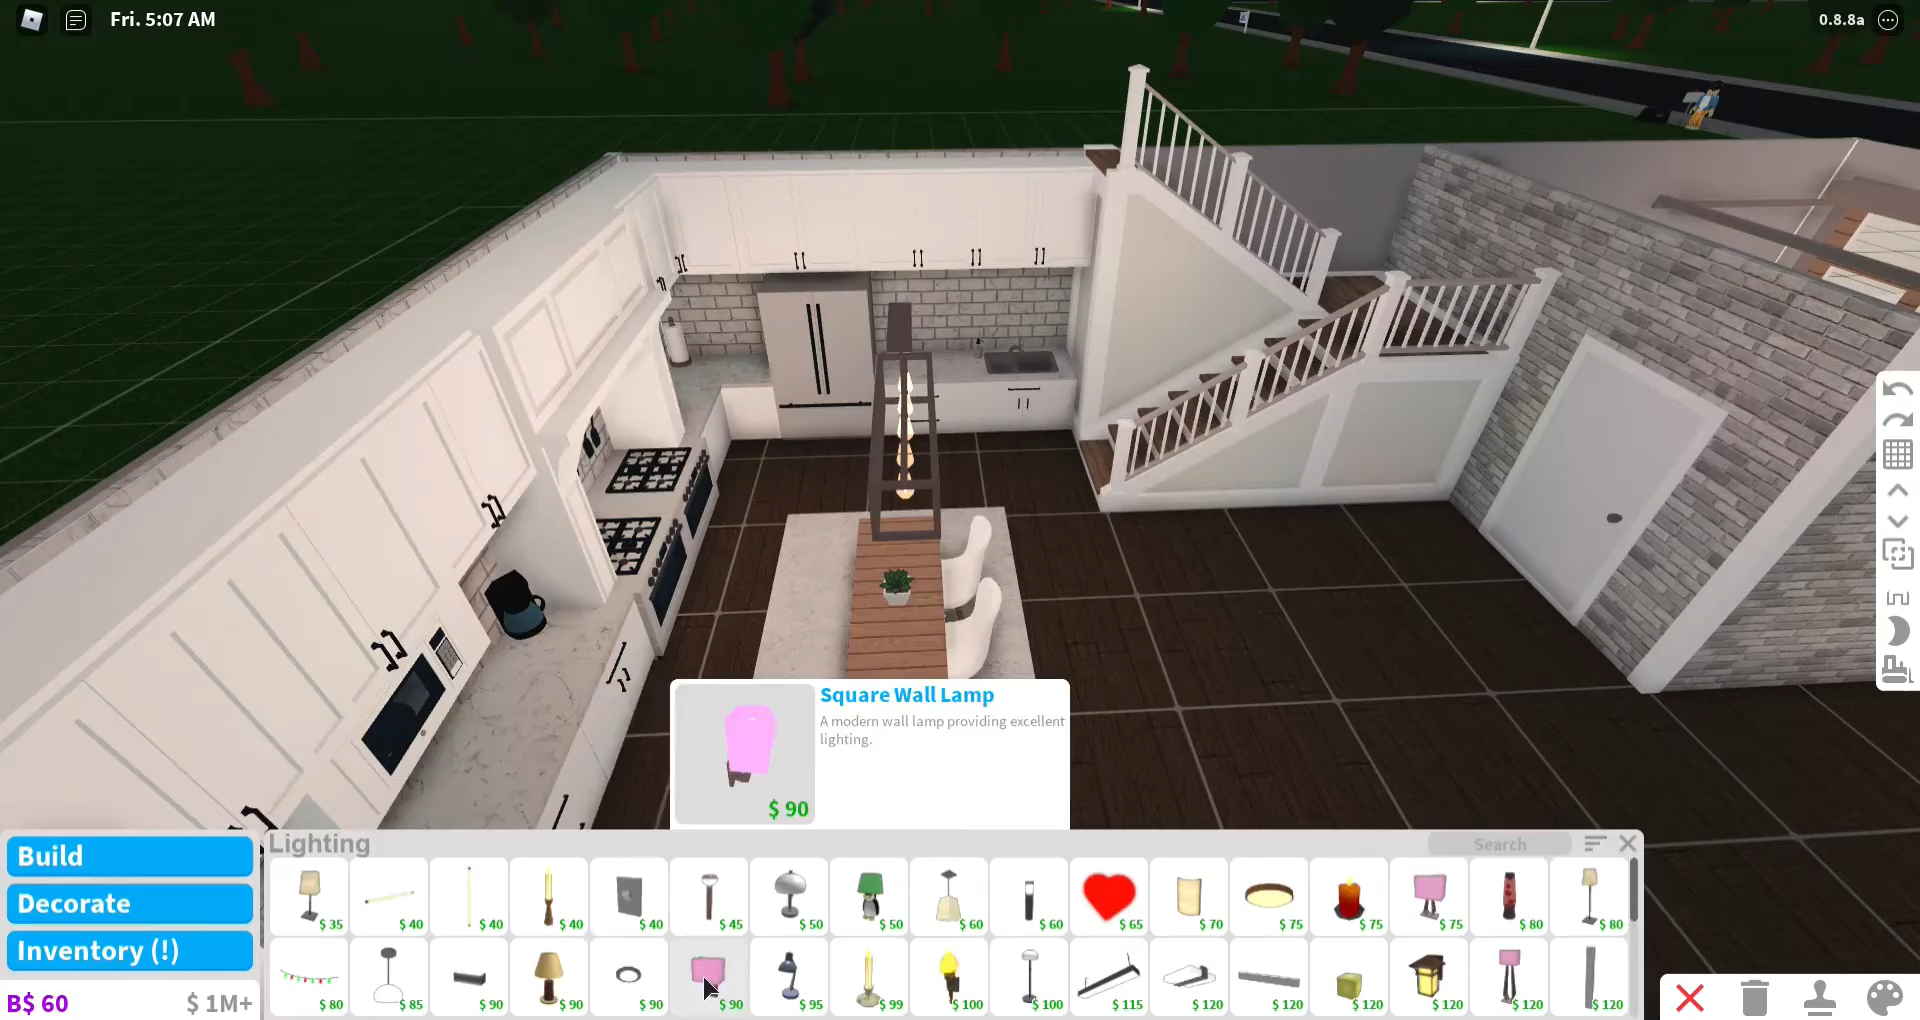 Fri. 5:07 AM
0.8.8a
Square Wall Lamp
A modern wall lamp providing excellent
lighting.
$ 90
Build
Decorate
Inventory (!)
B$ 60
$ 1M+
Lighting
Search
$ 35 $ 40 $ 40 $ 40 $ 40 $ 45 $ 50 $ 50 $ 60 $ 60 $ 65 $ 70 $ 75 $ 75 $ 75 $ 80 $ 80
$ 80 $ 85 $ 90 $ 90 $ 90 $ 90 $ 95 $ 99 $ 100 $ 100 $ 115 $ 120 $ 120 $ 120 $ 120 $ 120 $ 120